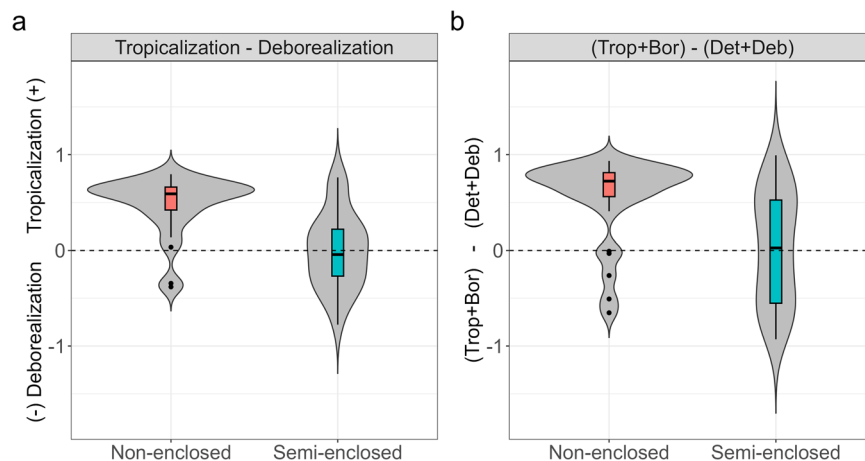 a
Tropicalization - Deborealization
(-) Deborealization Tropicalization (+)
1
0
-1
Non-enclosed Semi-enclosed
b
(Trop+Bor) - (Det+Deb)
(Trop+Bor) - (Det+Deb)
1
0
-1
Non-enclosed Semi-enclosed